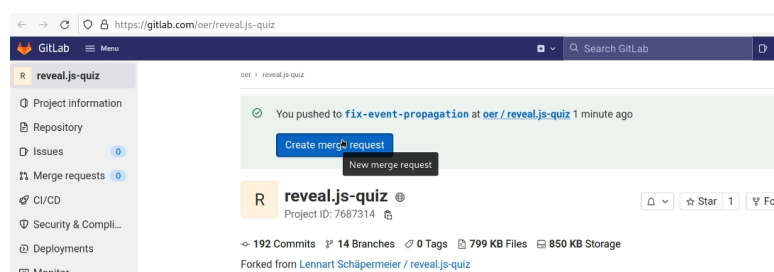 https://gitlab.com/oer/reveal.js-quiz
GitLab Menu Search GitLab
R reveal.js-quiz
Project information
Repository
Issues 0
Merge requests 0
CI/CD
Security & Compli...
Deployments
oer > reveal.js-quiz
You pushed to fix-event-propagation at oer / reveal.js-quiz 1 minute ago
Create merge request
New merge request
R reveal.js-quiz
Project ID: 7687314
Star 1 Fo
192 Commits 14 Branches 0 Tags 799 KB Files 850 KB Storage
Forked from Lennart Schäpermeier / reveal.js-quiz